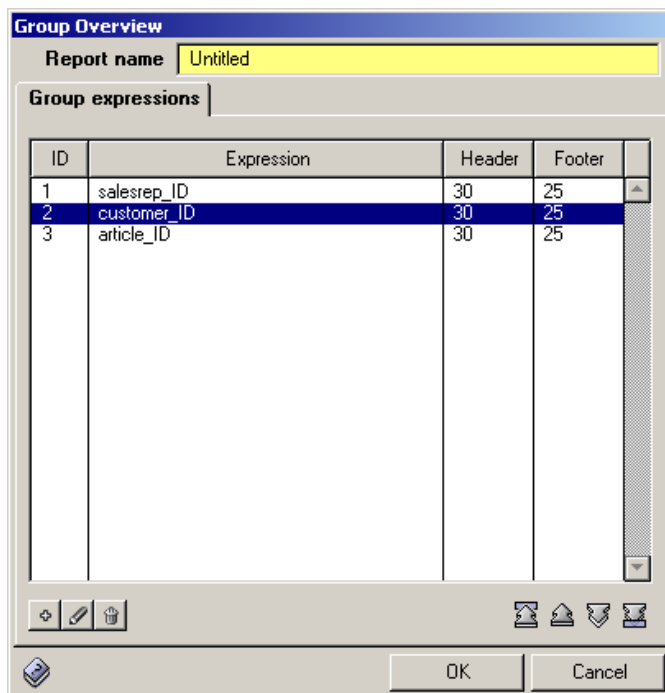 Group Overview
Report name Untitled
Group expressions
ID Expression Header Footer
1 salesrep_ID 30 25
2 customer_ID 30 25
3 article_ID 30 25
OK Cancel